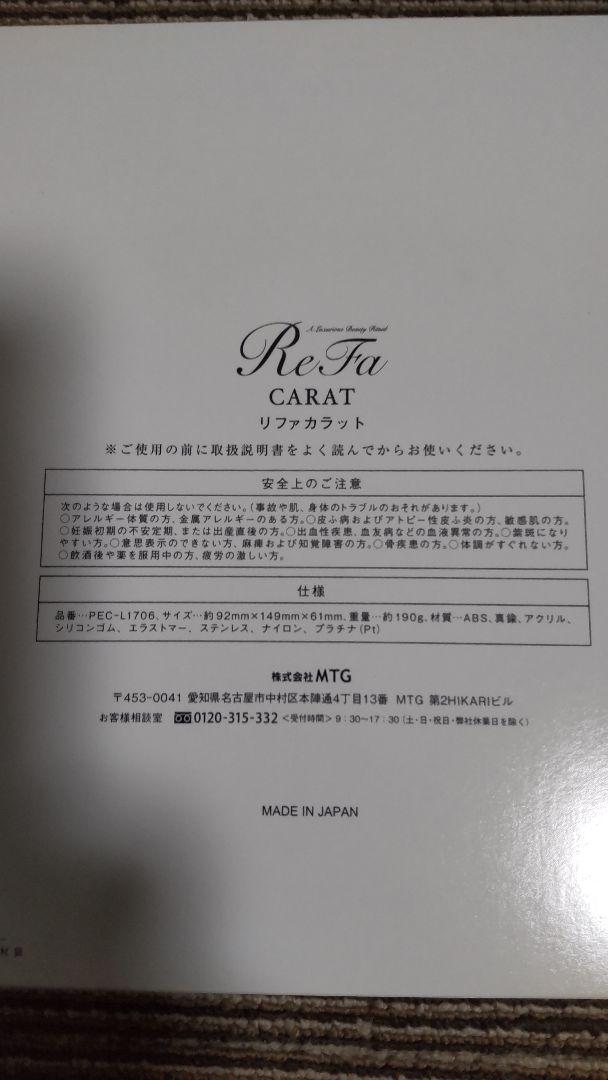 A Luxurious Beauty Ritual
ReFa
CARAT
リファカラット
※ご使用の前に取扱説明書をよく読んでからお使いください。
安全上のご注意
次のような場合は使用しないでください。(事故や肌、身体のトラブルのおそれがあります。)
○アレルギー体質の方、金属アレルギーのある方。○皮ふ病およびアトピー性皮ふ炎の方、敏感肌の方。
○妊娠初期の不安定期、または出産直後の方。○出血性疾患、血友病などの血液異常の方。○紫斑になり
やすい方。○意思表示のできない方、麻痺および知覚障害の方。○骨疾患の方。○体調がすぐれない方。
○飲酒後や薬を服用中の方、疲労の激しい方。
仕様
品番…PEC-L1706、サイズ…約92mm×149mm×61mm、重量…約190g、材質…ABS、真鍮、アクリル、
シリコンゴム、エラストマー、ステンレス、ナイロン、プラチナ(Pt)
株式会社MTG
〒453-0041 愛知県名古屋市中村区本陣通4丁目13番 MTG 第2HIKARIビル
お客様相談室 0120-315-332 <受付時間> 9:30〜17:30 (土・日・祝日・弊社休業日を除く)
MADE IN JAPAN